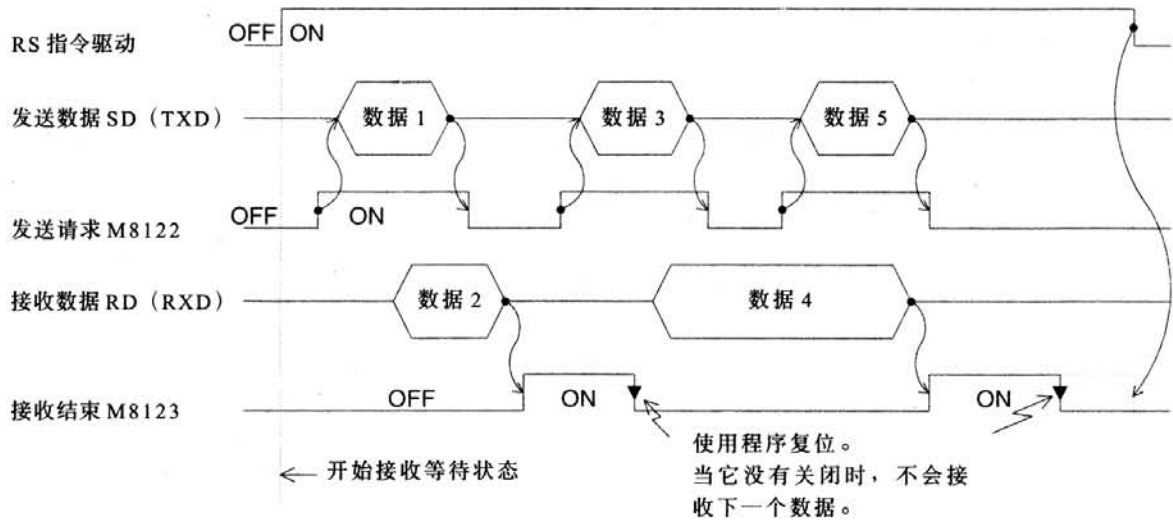 RS 指令驱动
OFF ON
发送数据 SD（TXD）
数据 1
数据 3
数据 5
发送请求 M8122
OFF
ON
接收数据 RD（RXD）
数据 2
数据 4
接收结束 M8123
OFF
ON
ON
开始接收等待状态
使用程序复位。
当它没有关闭时，不会接
收下一个数据。